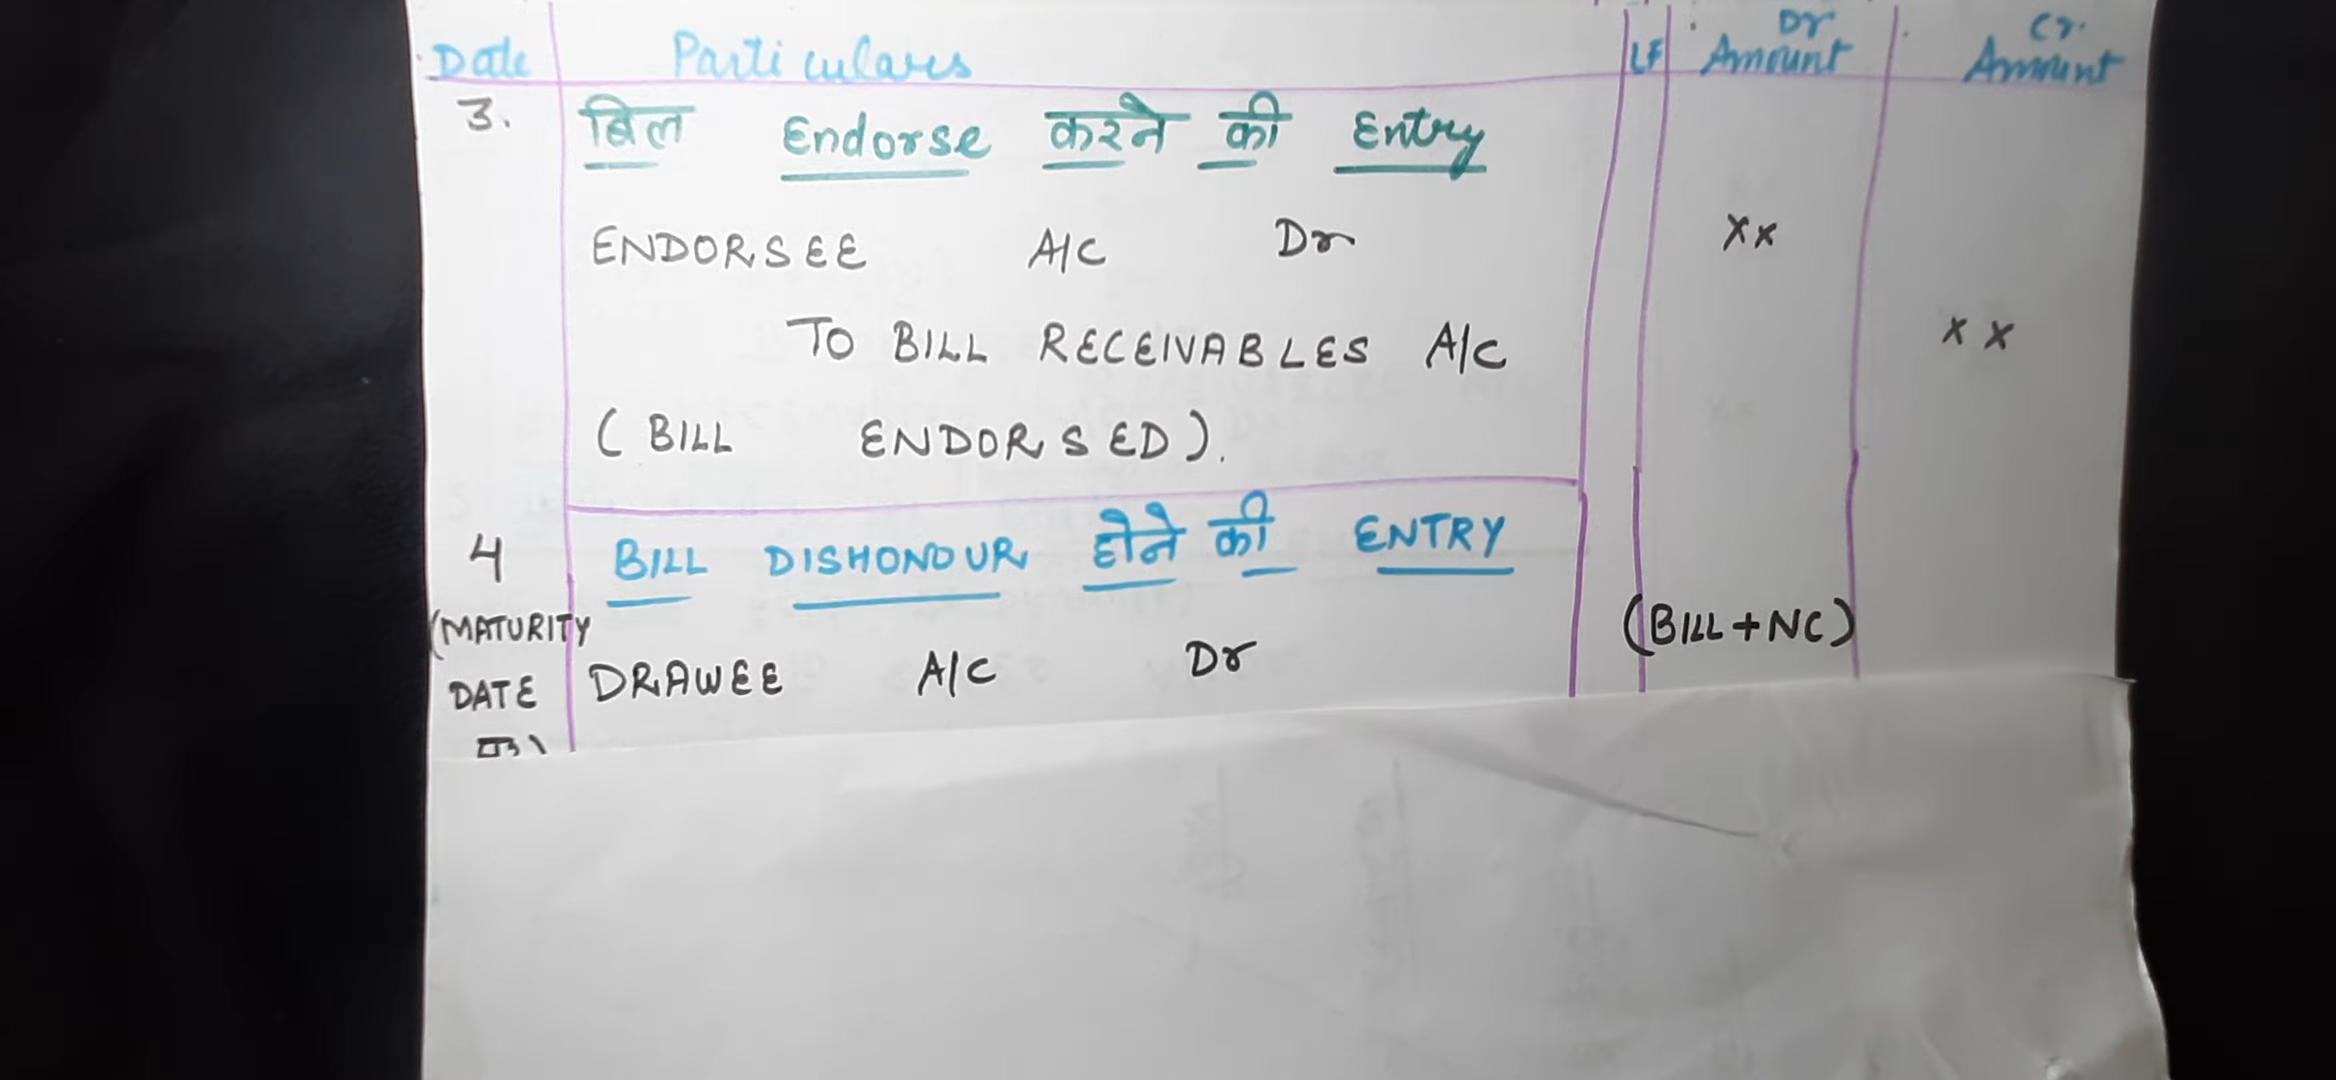 Date Particulars LF Dr Amount Cr. Amount
3. बिल Endorse करने की Entry
ENDORSEE A/C Dr xx
TO BILL RECEIVABLES A/C x x
( BILL ENDORSED ).
4 BILL DISHONOUR होने की ENTRY
(MATURITY DATE
DRAWEE A/C Dr (BILL + NC)